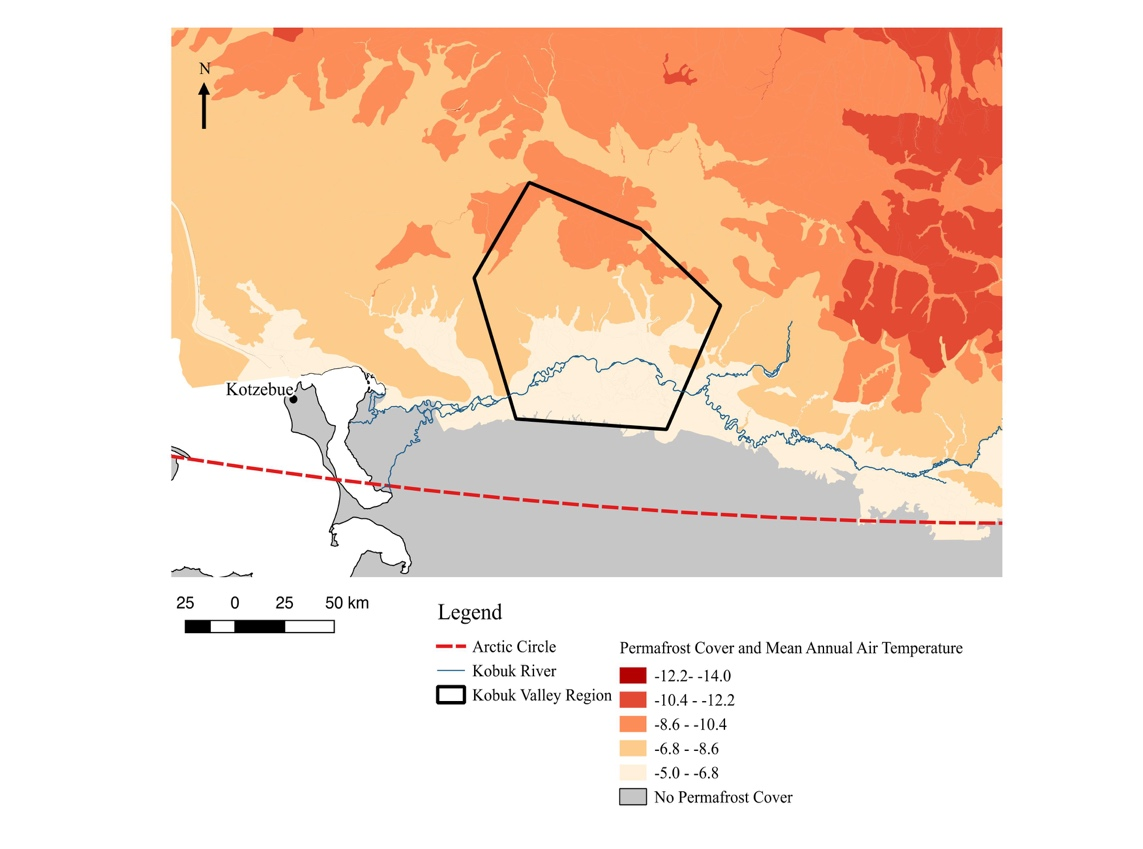 N
Kotzebue
25 0 25 50 km
Legend
Arctic Circle
Kobuk River
Kobuk Valley Region
Permafrost Cover and Mean Annual Air Temperature
-12.2- -14.0
-10.4 - -12.2
-8.6 - -10.4
-6.8 - -8.6
-5.0 - -6.8
No Permafrost Cover